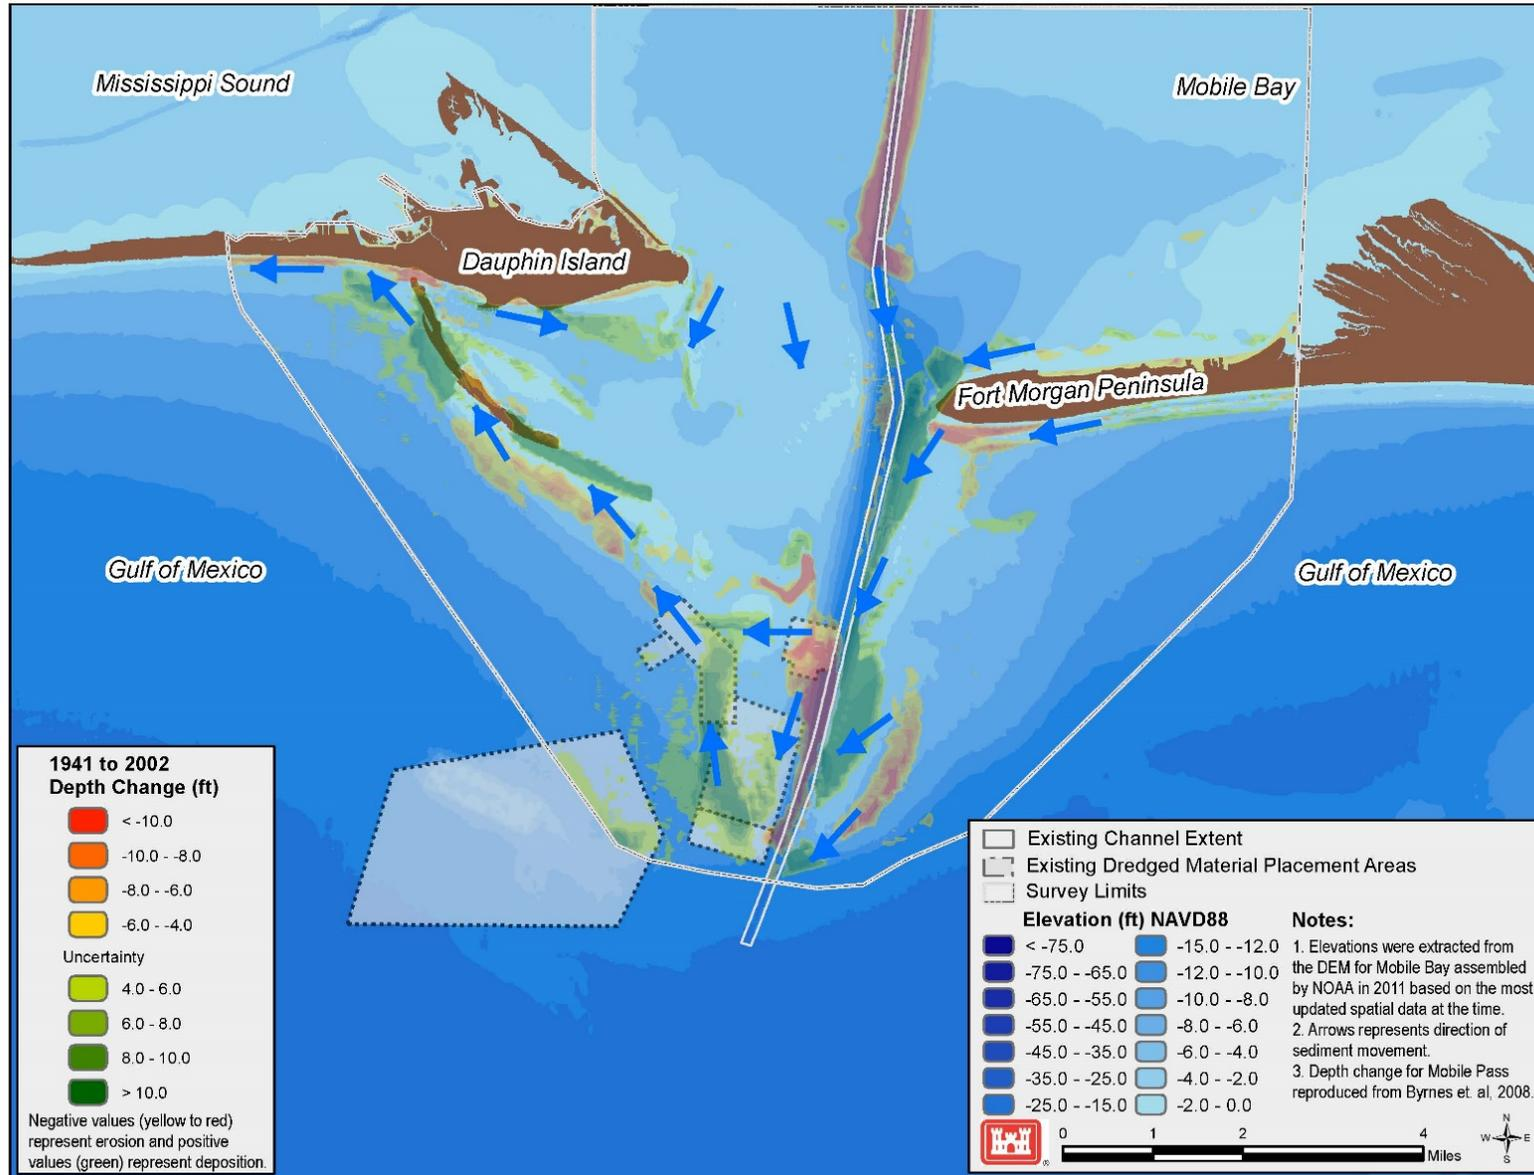 Mississippi Sound
Mobile Bay
Dauphin Island
Fort Morgan Peninsula
Gulf of Mexico
Gulf of Mexico
1941 to 2002
Depth Change (ft)
< -10.0
-10.0 - -8.0
-8.0 - -6.0
-6.0 - -4.0
Uncertainty
4.0 - 6.0
6.0 - 8.0
8.0 - 10.0
> 10.0
Negative values (yellow to red)
represent erosion and positive
values (green) represent deposition.
Existing Channel Extent
Existing Dredged Material Placement Areas
Survey Limits
Elevation (ft) NAVD88
< -75.0
-75.0 - -65.0
-65.0 - -55.0
-55.0 - -45.0
-45.0 - -35.0
-35.0 - -25.0
-25.0 - -15.0
-15.0 - -12.0
-12.0 - -10.0
-10.0 - -8.0
-8.0 - -6.0
-6.0 - -4.0
-4.0 - -2.0
-2.0 - 0.0
Notes:
1. Elevations were extracted from
the DEM for Mobile Bay assembled
by NOAA in 2011 based on the most
updated spatial data at the time.
2. Arrows represents direction of
sediment movement.
3. Depth change for Mobile Pass
reproduced from Byrnes et. al, 2008.
®
0 1 2 4
Miles
N
W E
S